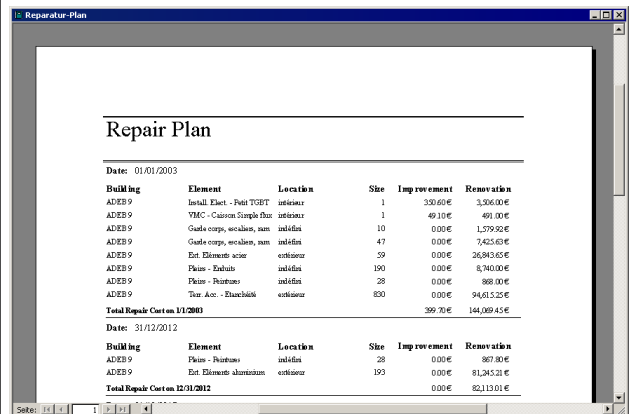 Reparatur-Plan
Repair Plan
Date: 01/01/2003
Building Element Location Size Improvement Renovation
ADEB 9 Install. Elect. - Petit TGBT intérieur 1 350.60 € 3,506.00 €
ADEB 9 VMC - Caisson Simple flux intérieur 1 49.10 € 491.00 €
ADEB 9 Garde corps, escaliers, ram indéfini 10 0.00 € 1,579.92 €
ADEB 9 Garde corps, escaliers, ram indéfini 47 0.00 € 7,425.63 €
ADEB 9 Ext. Eléments acier extérieur 59 0.00 € 26,843.65 €
ADEB 9 Pleins - Enduits indéfini 190 0.00 € 8,740.00 €
ADEB 9 Pleins - Peintures indéfini 28 0.00 € 868.00 €
ADEB 9 Terr. Acc. - Etanchéité extérieur 830 0.00 € 94,615.25 €
Total Repair Cost on 1/1/2003 399.70 € 144,069.45 €
Date: 31/12/2012
Building Element Location Size Improvement Renovation
ADEB 9 Pleins - Peintures indéfini 28 0.00 € 867.80 €
ADEB 9 Ext. Eléments aluminium extérieur 193 0.00 € 81,245.21 €
Total Repair Cost on 12/31/2012 0.00 € 82,113.01 €
Seite: 1